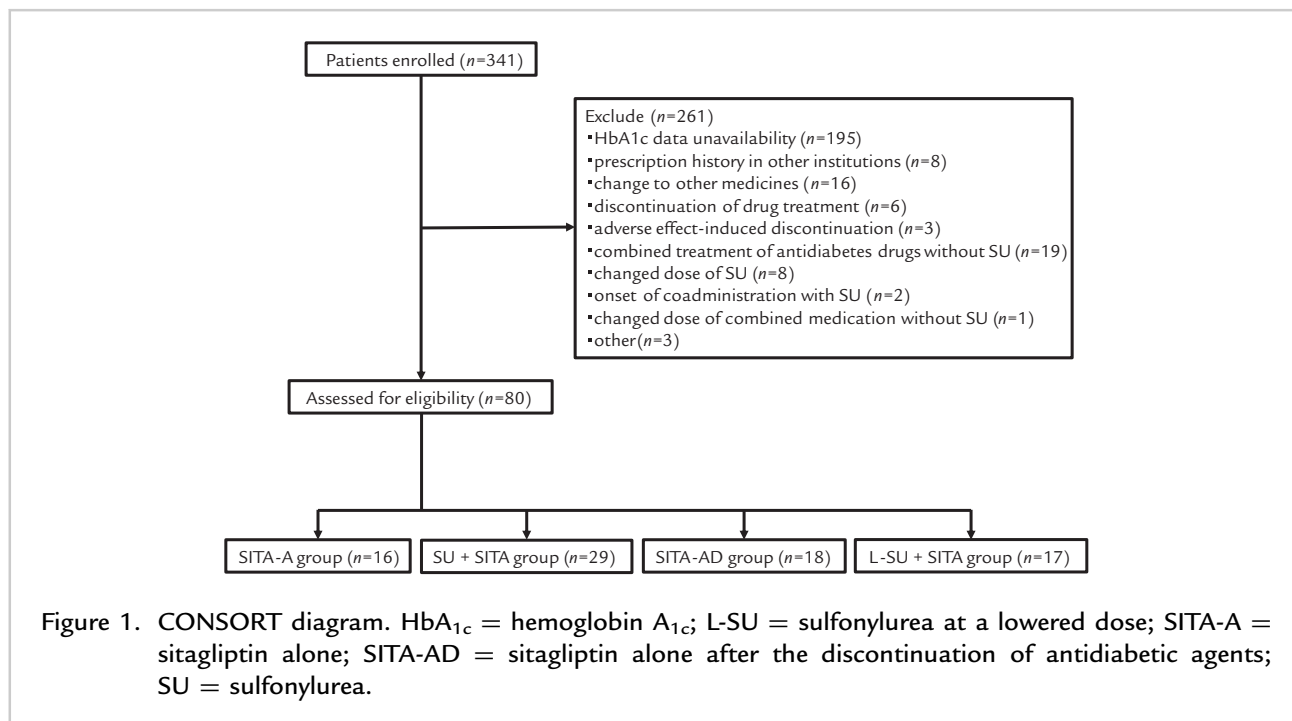 Patients enrolled (n=341)
Exclude (n=261)
▪HbA1c data unavailability (n=195)
▪prescription history in other institutions (n=8)
▪change to other medicines (n=16)
▪discontinuation of drug treatment (n=6)
▪adverse effect-induced discontinuation (n=3)
▪combined treatment of antidiabetes drugs without SU (n=19)
▪changed dose of SU (n=8)
▪onset of coadministration with SU (n=2)
▪changed dose of combined medication without SU (n=1)
▪other(n=3)
Assessed for eligibility (n=80)
SITA-A group (n=16) SU + SITA group (n=29) SITA-AD group (n=18) L-SU + SITA group (n=17)
Figure 1. CONSORT diagram. HbA1c = hemoglobin A1c; L-SU = sulfonylurea at a lowered dose; SITA-A =
sitagliptin alone; SITA-AD = sitagliptin alone after the discontinuation of antidiabetic agents;
SU = sulfonylurea.